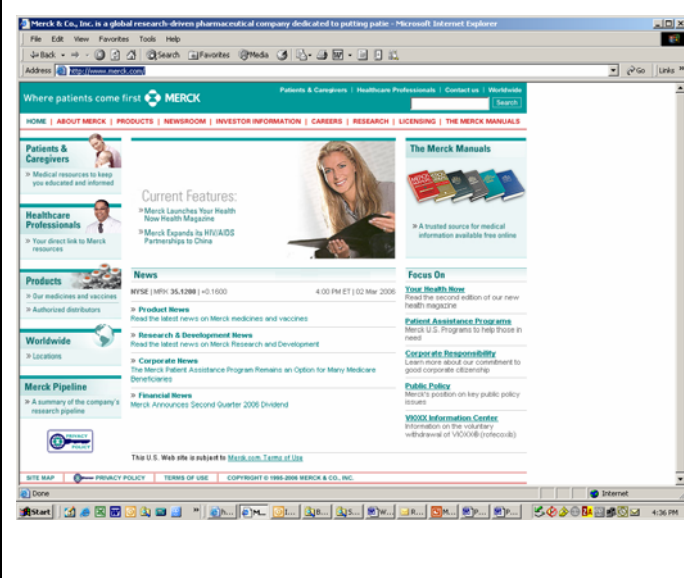 Merck & Co., Inc. is a global research-driven pharmaceutical company dedicated to putting patie - Microsoft Internet Explorer
File Edit View Favorites Tools Help
Back Search Favorites Media
Address http://www.merck.com/ Go Links
Where patients come first MERCK
Patients & Caregivers | Healthcare Professionals | Contact us | Worldwide
Search
HOME | ABOUT MERCK | PRODUCTS | NEWSROOM | INVESTOR INFORMATION | CAREERS | RESEARCH | LICENSING | THE MERCK MANUALS
Patients &
Caregivers
» Medical resources to keep
you educated and informed
Healthcare
Professionals
» Your direct link to Merck
resources
Products
» Our medicines and vaccines
» Authorized distributors
Worldwide
» Locations
Merck Pipeline
» A summary of the company's
research pipeline
PRIVACY
POLICY
Current Features:
» Merck Launches Your Health
Now Health Magazine
» Merck Expands Its HIV/AIDS
Partnerships to China
News
NYSE | MRK 35.1200 | +0.1600 4:00 PM ET | 02 Mar 2006
» Product News
Read the latest news on Merck medicines and vaccines
» Research & Development News
Read the latest news on Merck Research and Development
» Corporate News
The Merck Patient Assistance Program Remains an Option for Many Medicare
Beneficiaries
» Financial News
Merck Announces Second Quarter 2006 Dividend
This U.S. Web site is subject to Merck.com Terms of Use
The Merck Manuals
» A trusted source for medical
information available free online
Focus On
Your Health Now
Read the second edition of our new
health magazine
Patient Assistance Programs
Merck U.S. Programs to help those in
need
Corporate Responsibility
Learn more about our commitment to
good corporate citizenship
Public Policy
Merck's position on key public policy
issues
VIOXX Information Center
Information on the voluntary
withdrawal of VIOXX® (rofecoxib)
SITE MAP PRIVACY POLICY TERMS OF USE COPYRIGHT © 1995-2006 MERCK & CO., INC.
Done Internet
Start 4:36 PM